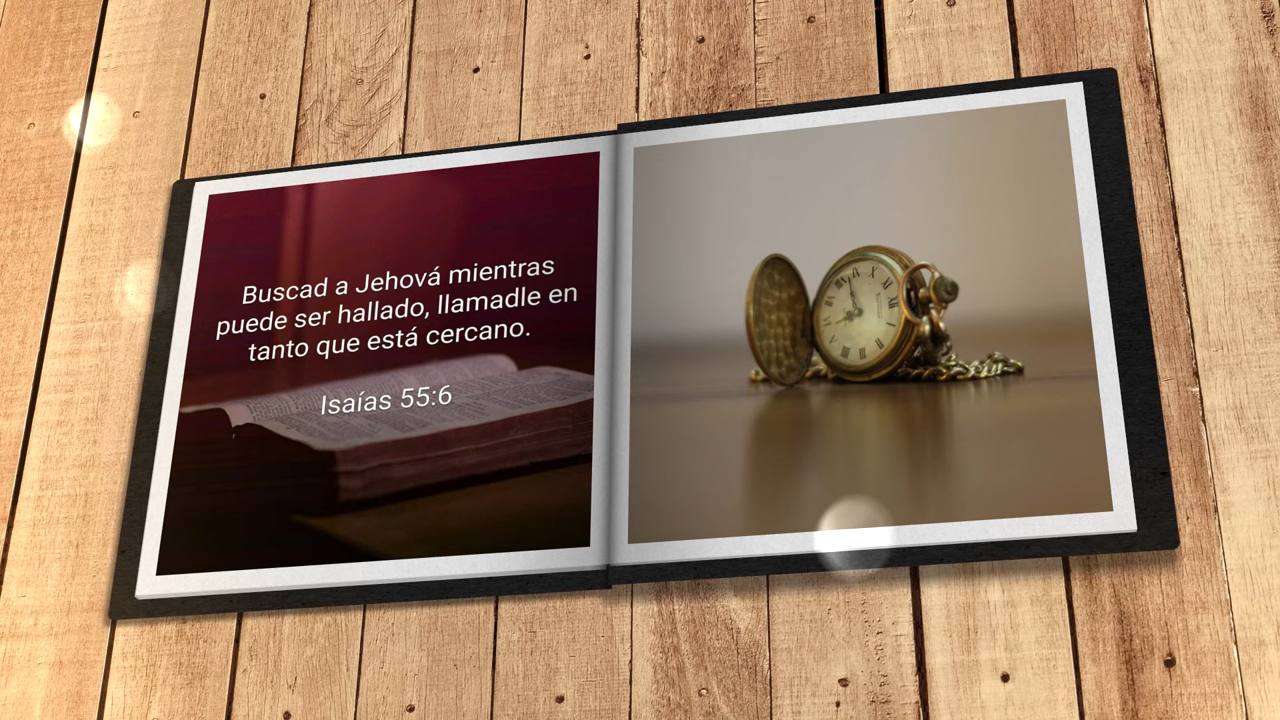 Buscad a Jehová mientras
puede ser hallado, llamadle en
tanto que está cercano.
Isaías 55:6